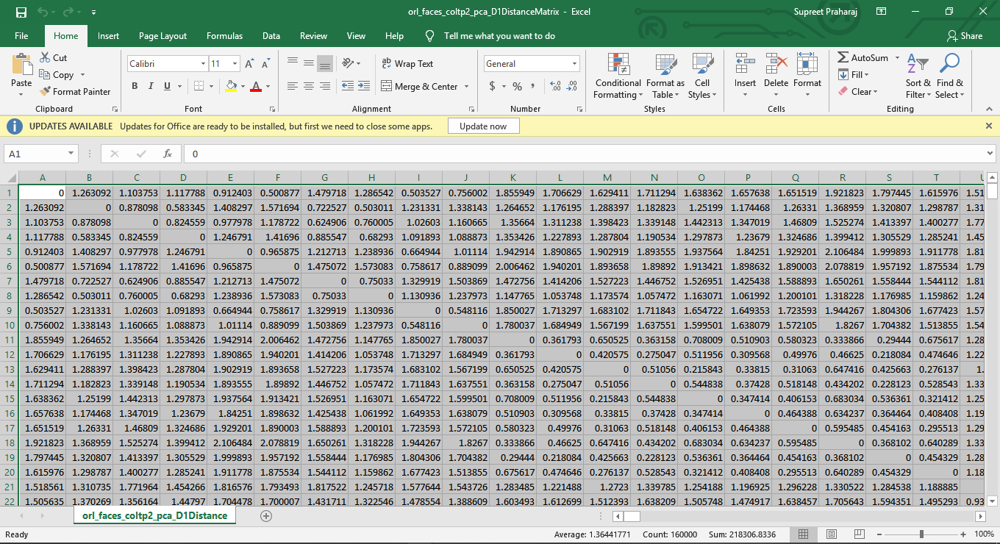 orl_faces_coltp2_pca_D1DistanceMatrix - Excel Supreet Praharaj
File Home Insert Page Layout Formulas Data Review View Help Tell me what you want to do Share
Paste Cut Copy Format Painter Clipboard
Calibri 11 A A B I U A Font
ab Wrap Text Merge & Center Alignment
General $ % , .00 .00 Number
Conditional Formatting Format as Table Cell Styles Styles
Insert Delete Format Cells
AutoSum Fill Clear Sort & Filter Find & Select Editing
UPDATES AVAILABLE Updates for Office are ready to be installed, but first we need to close some apps. Update now
A1 fx 0
A B C D E F G H I J K L M N O P Q R S T U
1 0 1.263092 1.103753 1.117788 0.912403 0.500877 1.479718 1.286542 0.503527 0.756002 1.855949 1.706629 1.629411 1.711294 1.638362 1.657638 1.651519 1.921823 1.797445 1.615976 1.51
2 1.263092 0 0.878098 0.583345 1.408297 1.571694 0.722527 0.503011 1.231331 1.338143 1.264652 1.176195 1.288397 1.182823 1.25199 1.174468 1.26331 1.368959 1.320807 1.298787 1.31
3 1.103753 0.878098 0 0.824559 0.977978 1.178722 0.624906 0.760005 1.02603 1.160665 1.35664 1.311238 1.398423 1.339148 1.442313 1.347019 1.46809 1.525274 1.413397 1.400277 1.77
4 1.117788 0.583345 0.824559 0 1.246791 1.41696 0.885547 0.68293 1.091893 1.088873 1.353426 1.227893 1.287804 1.190534 1.297873 1.23679 1.324686 1.399412 1.305529 1.285241 1.45
5 0.912403 1.408297 0.977978 1.246791 0 0.965875 1.212713 1.238936 0.664944 1.01114 1.942914 1.890865 1.902919 1.893555 1.937564 1.84251 1.929201 2.106484 1.999893 1.911778 1.81
6 0.500877 1.571694 1.178722 1.41696 0.965875 0 1.475072 1.573083 0.758617 0.889099 2.006462 1.940201 1.893658 1.89892 1.913421 1.898632 1.890003 2.078819 1.957192 1.875534 1.79
7 1.479718 0.722527 0.624906 0.885547 1.212713 1.475072 0 0.75033 1.329919 1.503869 1.472756 1.414206 1.527223 1.446752 1.526951 1.425438 1.588893 1.650261 1.558444 1.544112 1.81
8 1.286542 0.503011 0.760005 0.68293 1.238936 1.573083 0.75033 0 1.130936 1.237973 1.147765 1.053748 1.173574 1.057472 1.163071 1.061992 1.200101 1.318228 1.176985 1.159862 1.24
9 0.503527 1.231331 1.02603 1.091893 0.664944 0.758617 1.329919 1.130936 0 0.548116 1.850027 1.713297 1.683102 1.711843 1.654722 1.649353 1.723593 1.944267 1.804306 1.677423 1.57
10 0.756002 1.338143 1.160665 1.088873 1.01114 0.889099 1.503869 1.237973 0.548116 0 1.780037 1.684949 1.567199 1.637551 1.599501 1.638079 1.572105 1.8267 1.704382 1.513855 1.54
11 1.855949 1.264652 1.35664 1.353426 1.942914 2.006462 1.472756 1.147765 1.850027 1.780037 0 0.361793 0.650525 0.363158 0.708009 0.510903 0.580323 0.333866 0.29444 0.675617 1.28
12 1.706629 1.176195 1.311238 1.227893 1.890865 1.940201 1.414206 1.053748 1.713297 1.684949 0.361793 0 0.420575 0.275047 0.511956 0.309568 0.49976 0.46625 0.218084 0.474646 1.22
13 1.629411 1.288397 1.398423 1.287804 1.902919 1.893658 1.527223 1.173574 1.683102 1.567199 0.650525 0.420575 0 0.51056 0.215843 0.33815 0.31063 0.647416 0.425663 0.276137 1.
14 1.711294 1.182823 1.339148 1.190534 1.893555 1.89892 1.446752 1.057472 1.711843 1.637551 0.363158 0.275047 0.51056 0 0.544838 0.37428 0.518148 0.434202 0.228123 0.528543 1.33
15 1.638362 1.25199 1.442313 1.297873 1.937564 1.913421 1.526951 1.163071 1.654722 1.599501 0.708009 0.511956 0.215843 0.544838 0 0.347414 0.406153 0.683034 0.536361 0.321412 1.25
16 1.657638 1.174468 1.347019 1.23679 1.84251 1.898632 1.425438 1.061992 1.649353 1.638079 0.510903 0.309568 0.33815 0.37428 0.347414 0 0.464388 0.634237 0.364464 0.408408 1.19
17 1.651519 1.26331 1.46809 1.324686 1.929201 1.890003 1.588893 1.200101 1.723593 1.572105 0.580323 0.49976 0.31063 0.518148 0.406153 0.464388 0 0.595485 0.454163 0.295513 1.29
18 1.921823 1.368959 1.525274 1.399412 2.106484 2.078819 1.650261 1.318228 1.944267 1.8267 0.333866 0.46625 0.647416 0.434202 0.683034 0.634237 0.595485 0 0.368102 0.640289 1.33
19 1.797445 1.320807 1.413397 1.305529 1.999893 1.957192 1.558444 1.176985 1.804306 1.704382 0.29444 0.218084 0.425663 0.228123 0.536361 0.364464 0.454163 0.368102 0 0.454329 1.28
20 1.615976 1.298787 1.400277 1.285241 1.911778 1.875534 1.544112 1.159862 1.677423 1.513855 0.675617 0.474646 0.276137 0.528543 0.321412 0.408408 0.295513 0.640289 0.454329 0 1.18
21 1.518561 1.310735 1.771964 1.454266 1.816576 1.793493 1.817522 1.245718 1.577644 1.543726 1.283485 1.221488 1.2723 1.339785 1.254188 1.196925 1.296228 1.330522 1.284538 1.188885
22 1.505635 1.370269 1.356164 1.44797 1.704478 1.700007 1.431711 1.322546 1.478554 1.388609 1.603493 1.612699 1.512393 1.638209 1.505748 1.474917 1.638457 1.705643 1.594351 1.495293 0.93
orl_faces_coltp2_pca_D1Distance
Ready Average: 1.36441771 Count: 160000 Sum: 218306.8336 100%